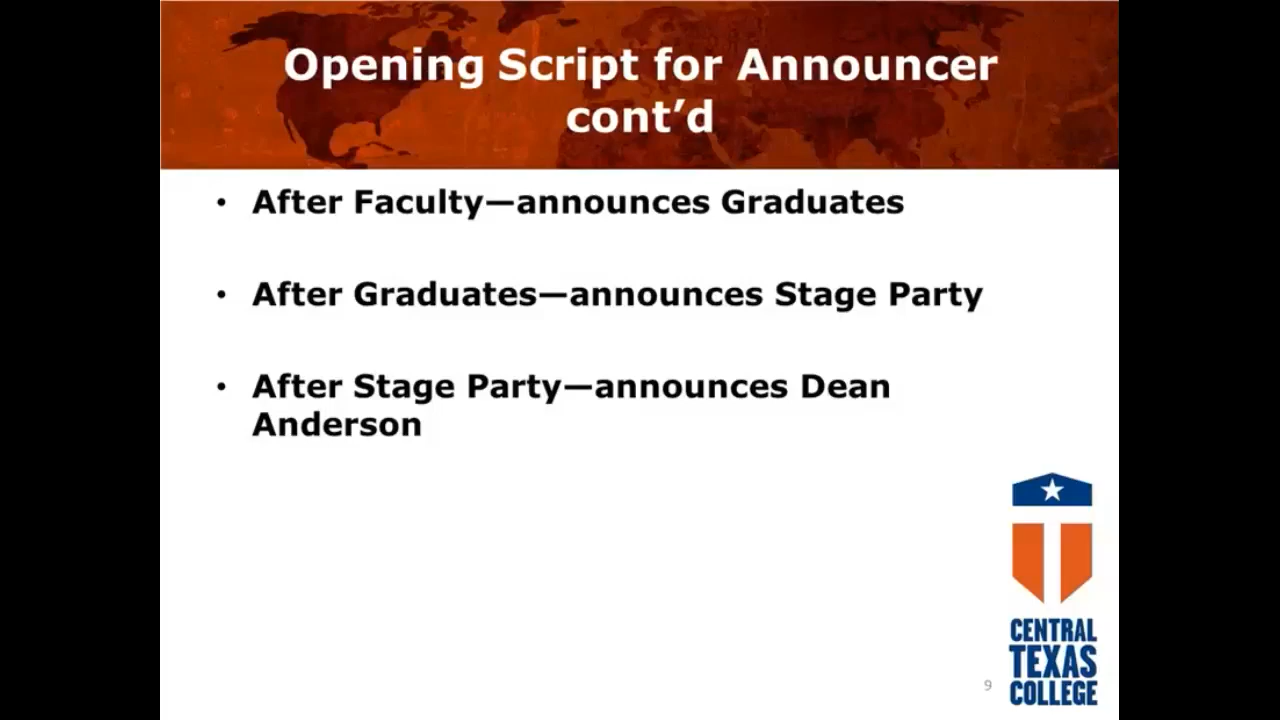 Opening Script for Announcer
cont’d
• After Faculty—announces Graduates
• After Graduates—announces Stage Party
• After Stage Party—announces Dean
Anderson
CENTRAL
TEXAS
COLLEGE
9